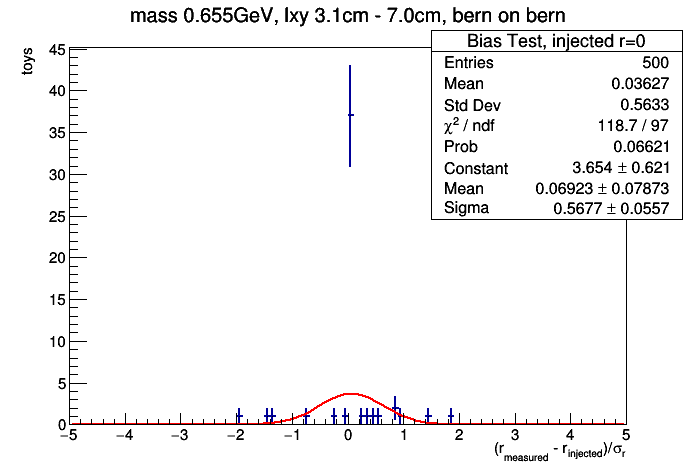 mass 0.655GeV, lxy 3.1cm - 7.0cm, bern on bern
toys
Bias Test, injected r=0
Entries 500
Mean 0.03627
Std Dev 0.5633
χ² / ndf 118.7 / 97
Prob 0.06621
Constant 3.654 ± 0.621
Mean 0.06923 ± 0.07873
Sigma 0.5677 ± 0.0557
45
40
35
30
25
20
15
10
5
0
−5 −4 −3 −2 −1 0 1 2 3 4 5
(r_measured - r_injected)/σ_r